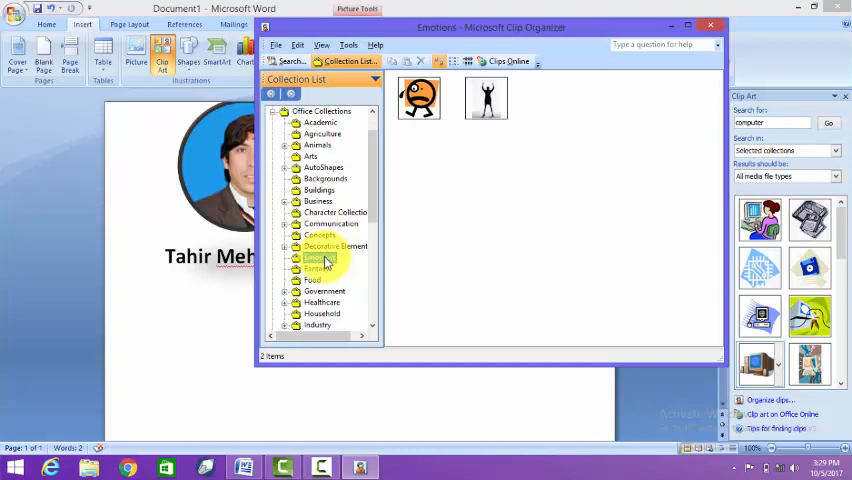 Document1 - Microsoft Word
Picture Tools
Home
Insert
Page Layout
References
Mailings
Cover Page
Blank Page
Page Break
Table
Picture
Clip Art
Shapes
SmartArt
Pages
Tables
Illustrations
Emotions - Microsoft Clip Organizer
File
Edit
View
Tools
Help
Type a question for help
Search...
Collection List...
Clips Online
Collection List
Office Collections
Academic
Agriculture
Animals
Arts
AutoShapes
Backgrounds
Buildings
Business
Character Collectio
Communication
Concepts
Decorative Element
Emotions
Fantasy
Food
Government
Healthcare
Household
Industry
2 Items
Tahir Meh
Clip Art
Search for:
computer
Go
Search in:
Selected collections
Results should be:
All media file types
Organize clips...
Clip art on Office Online
Tips for finding clips
Page: 1 of 1
Words: 2
100%
3:29 PM
10/5/2017